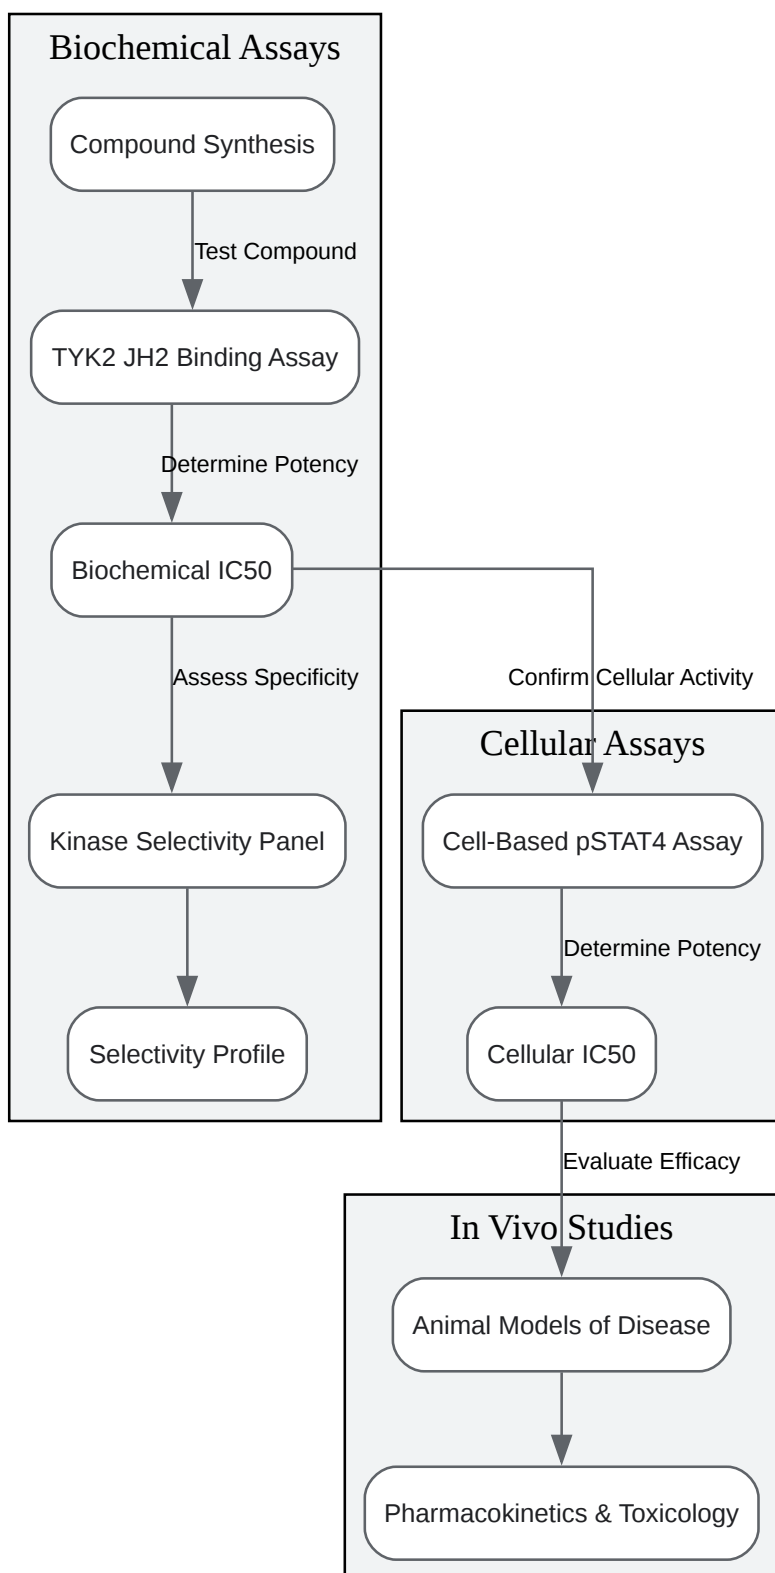 Biochemical Assays
Compound Synthesis
Test Compound
TYK2 JH2 Binding Assay
Determine Potency
Biochemical IC50
Assess Specificity
Kinase Selectivity Panel
Selectivity Profile
Confirm Cellular Activity
Cellular Assays
Cell-Based pSTAT4 Assay
Determine Potency
Cellular IC50
Evaluate Efficacy
In Vivo Studies
Animal Models of Disease
Pharmacokinetics & Toxicology